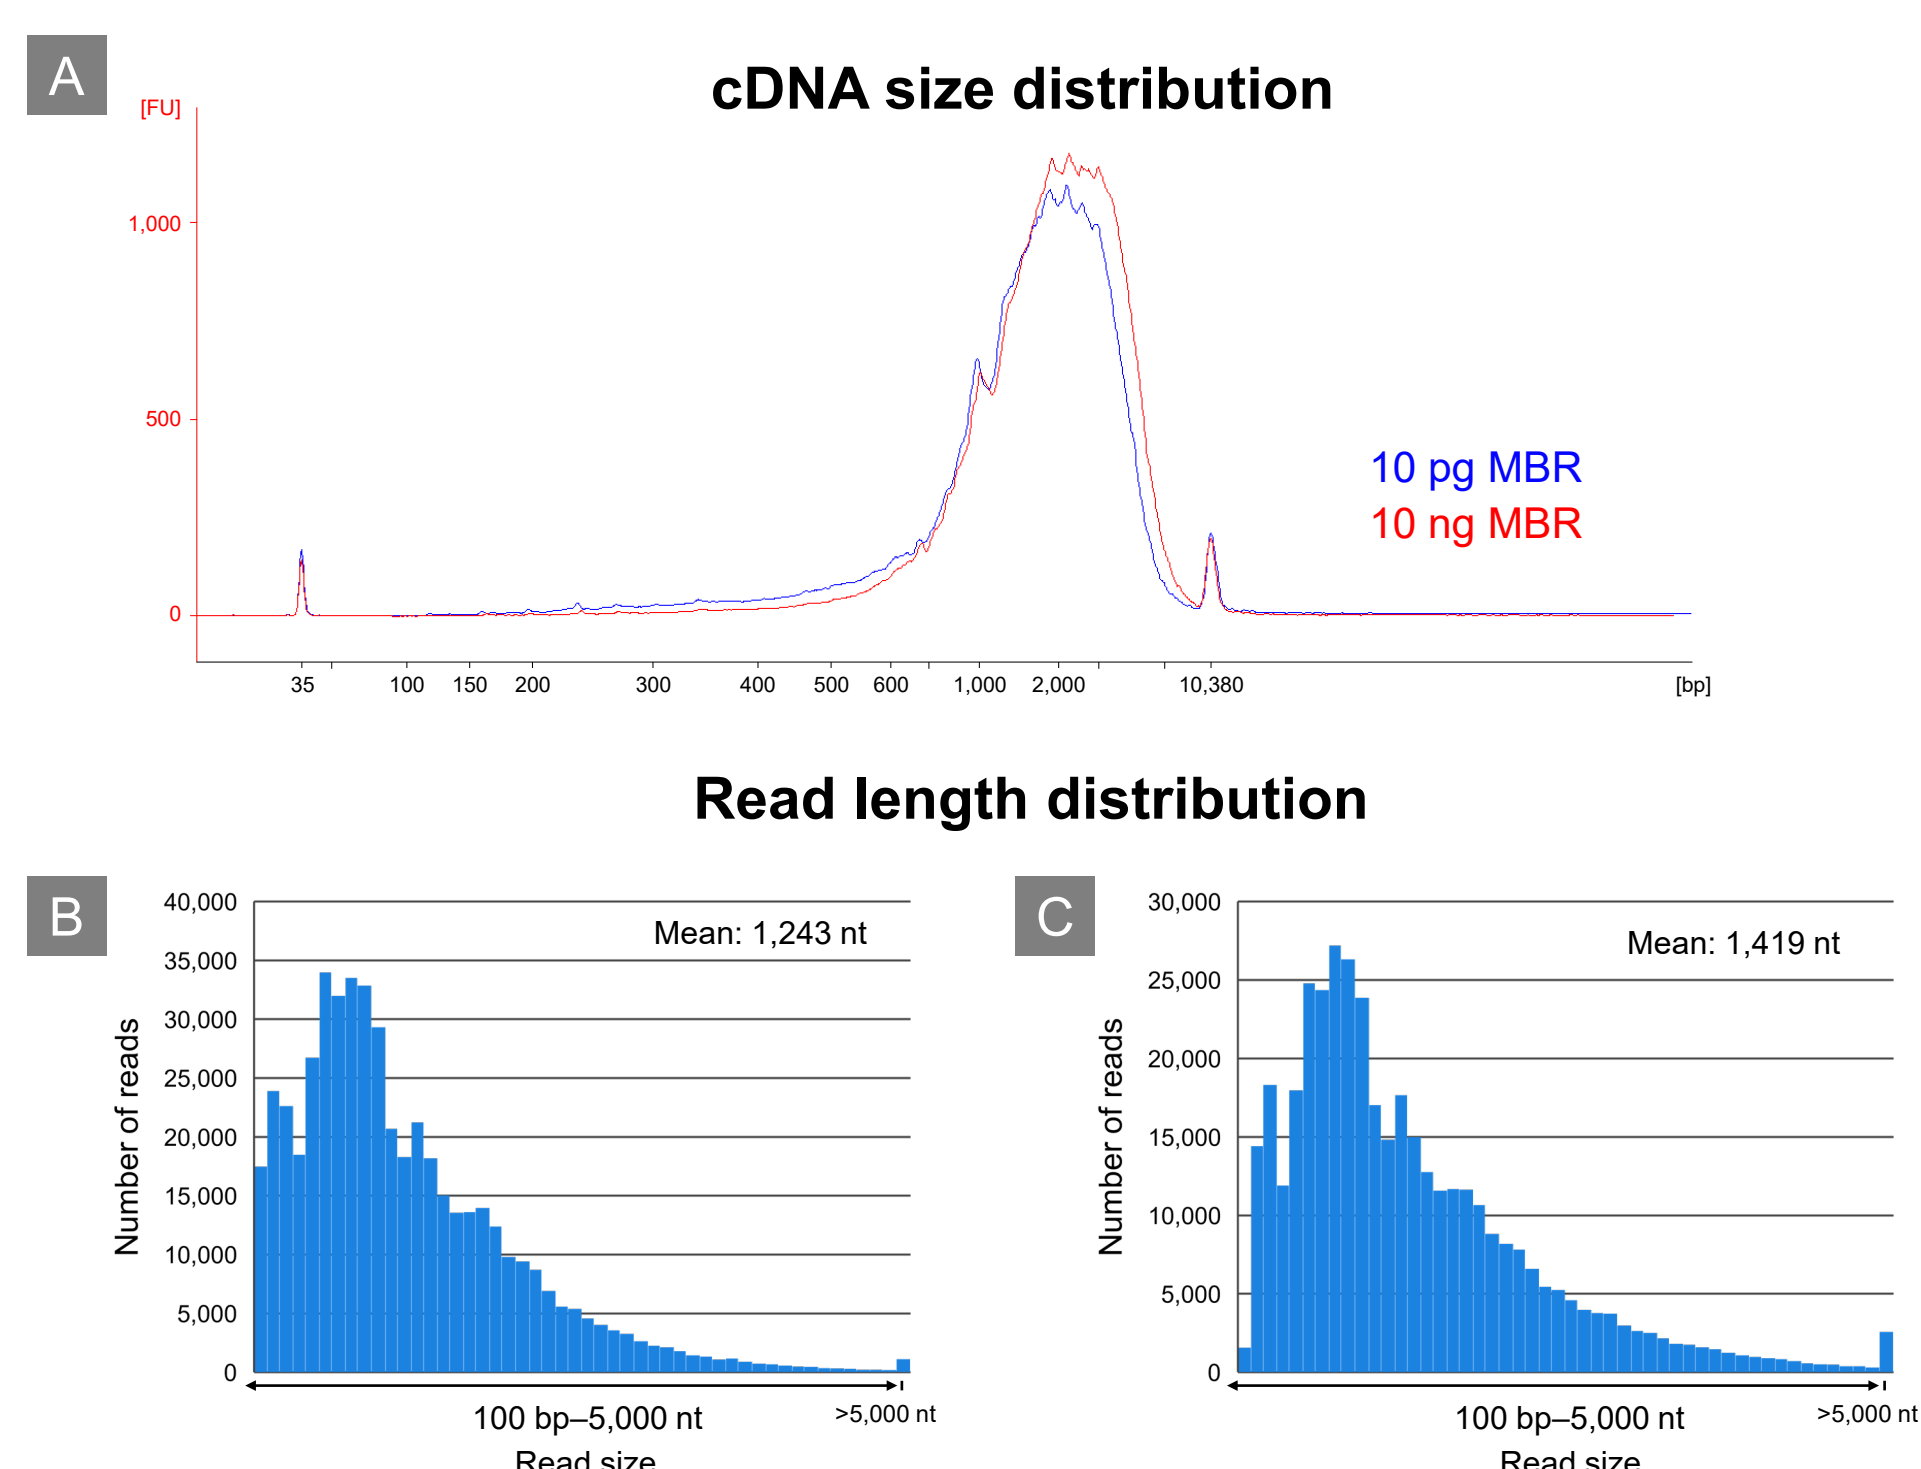 A
cDNA size distribution
[FU]
1,000
500
0
10 pg MBR
10 ng MBR
35 100 150 200 300 400 500 600 1,000 2,000 10,380 [bp]
Read length distribution
B
Number of reads
40,000
35,000
30,000
25,000
20,000
15,000
10,000
5,000
0
Mean: 1,243 nt
100 bp–5,000 nt
>5,000 nt
Read size
C
Number of reads
30,000
25,000
20,000
15,000
10,000
5,000
0
Mean: 1,419 nt
100 bp–5,000 nt
>5,000 nt
Read size